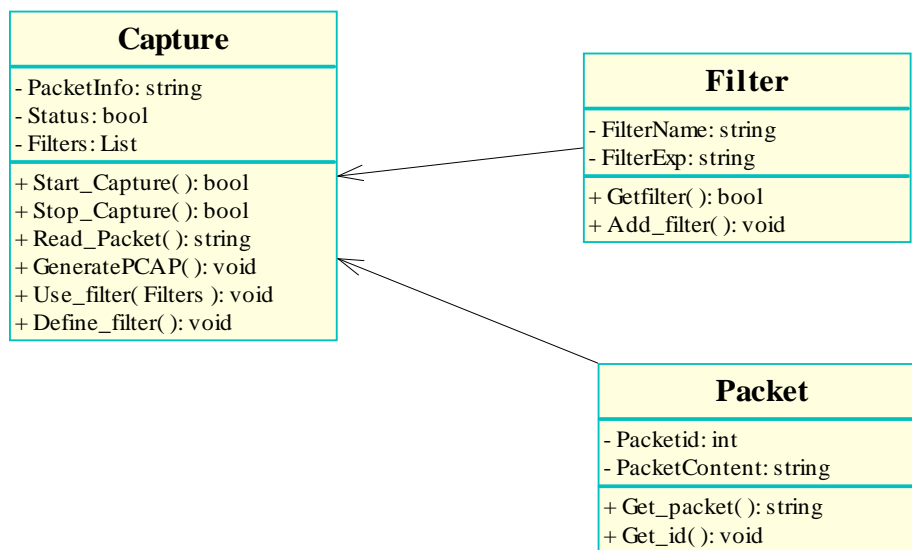 Capture
- PacketInfo: string
- Status: bool
- Filters: List
+ Start_Capture( ): bool
+ Stop_Capture( ): bool
+ Read_Packet( ): string
+ GeneratePCAP( ): void
+ Use_filter( Filters ): void
+ Define_filter( ): void
Filter
- FilterName: string
- FilterExp: string
+ Getfilter( ): bool
+ Add_filter( ): void
Packet
- Packetid: int
- PacketContent: string
+ Get_packet( ): string
+ Get_id( ): void